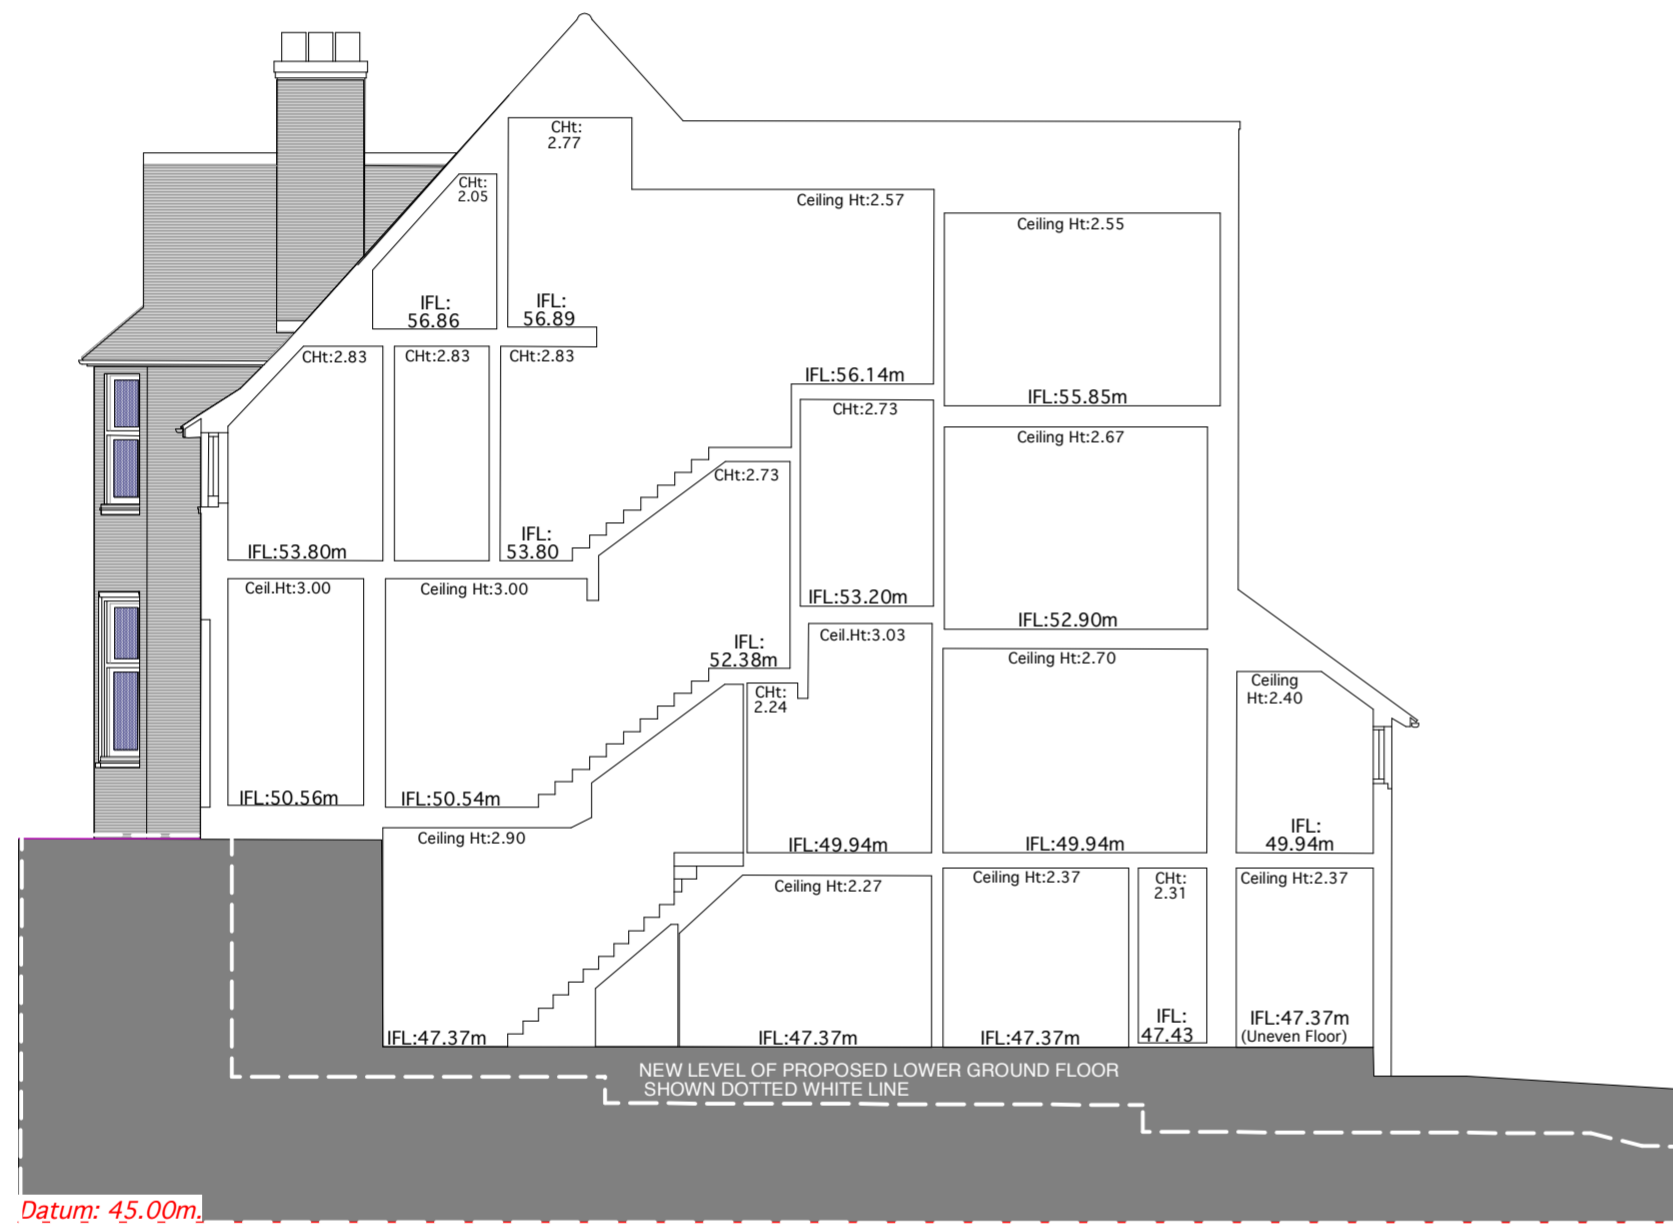 CHt:
2.77
CHt:
2.05
Ceiling Ht:2.57
Ceiling Ht:2.55
IFL:
56.86
IFL:
56.89
CHt:2.83
CHt:2.83
CHt:2.83
IFL:56.14m
IFL:55.85m
CHt:2.73
Ceiling Ht:2.67
CHt:2.73
IFL:53.80m
IFL:
53.80
Ceil.Ht:3.00
Ceiling Ht:3.00
IFL:53.20m
IFL:52.90m
IFL:
52.38m
Ceil.Ht:3.03
Ceiling Ht:2.70
Ceiling
Ht:2.40
CHt:
2.24
IFL:50.56m
IFL:50.54m
Ceiling Ht:2.90
IFL:49.94m
IFL:49.94m
IFL:
49.94m
Ceiling Ht:2.27
Ceiling Ht:2.37
CHt:
2.31
Ceiling Ht:2.37
IFL:47.37m
IFL:47.37m
IFL:47.37m
IFL:
47.43
IFL:47.37m
(Uneven Floor)
NEW LEVEL OF PROPOSED LOWER GROUND FLOOR
SHOWN DOTTED WHITE LINE
Datum: 45.00m.